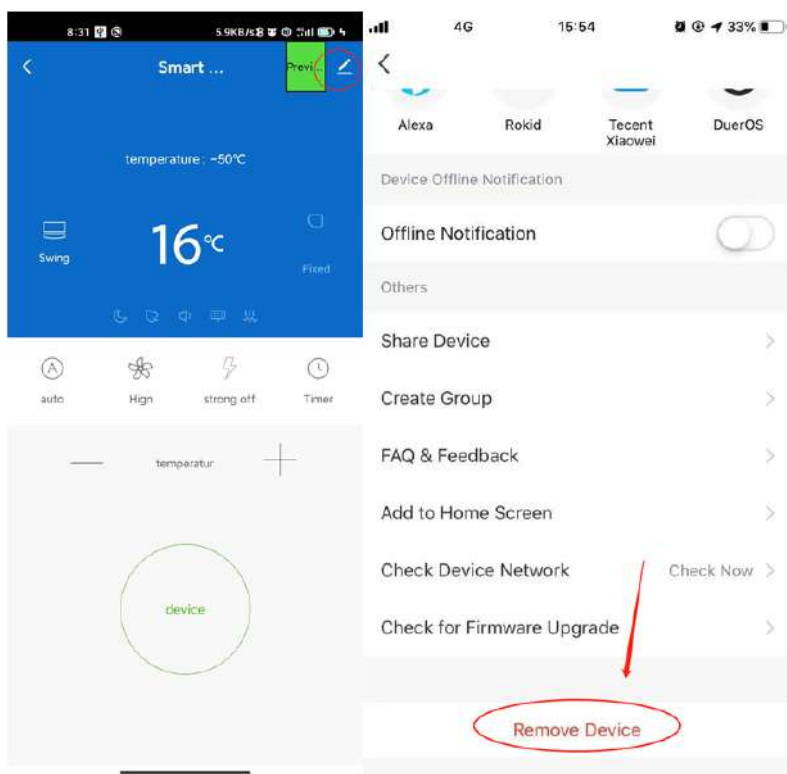 8:31
5.9KB/s
Smart ...
Previ...
temperature: -50℃
Swing
16℃
Fixed
auto
Hign
strong off
Timer
temperatur
device
4G
15:54
33%
Alexa
Rokid
Tecent
Xiaowei
DuerOS
Device Offline Notification
Offline Notification
Others
Share Device
Create Group
FAQ & Feedback
Add to Home Screen
Check Device Network
Check Now
Check for Firmware Upgrade
Remove Device